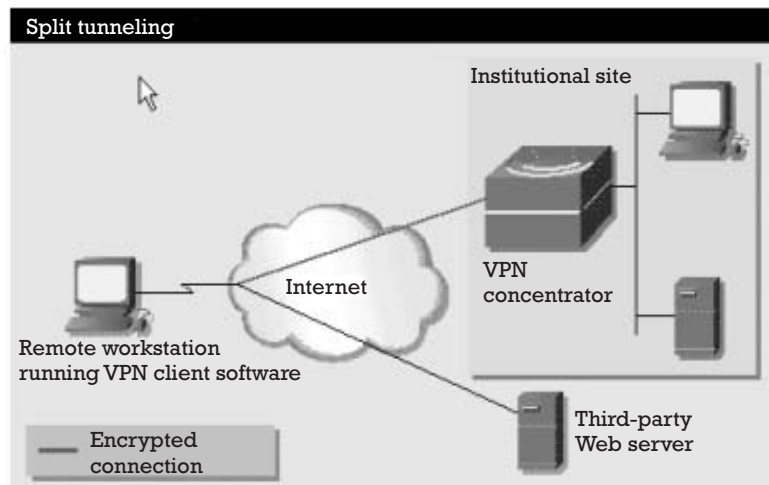 Split tunneling
Institutional site
Internet
VPN
concentrator
Remote workstation
running VPN client software
Third-party
Web server
Encrypted
connection